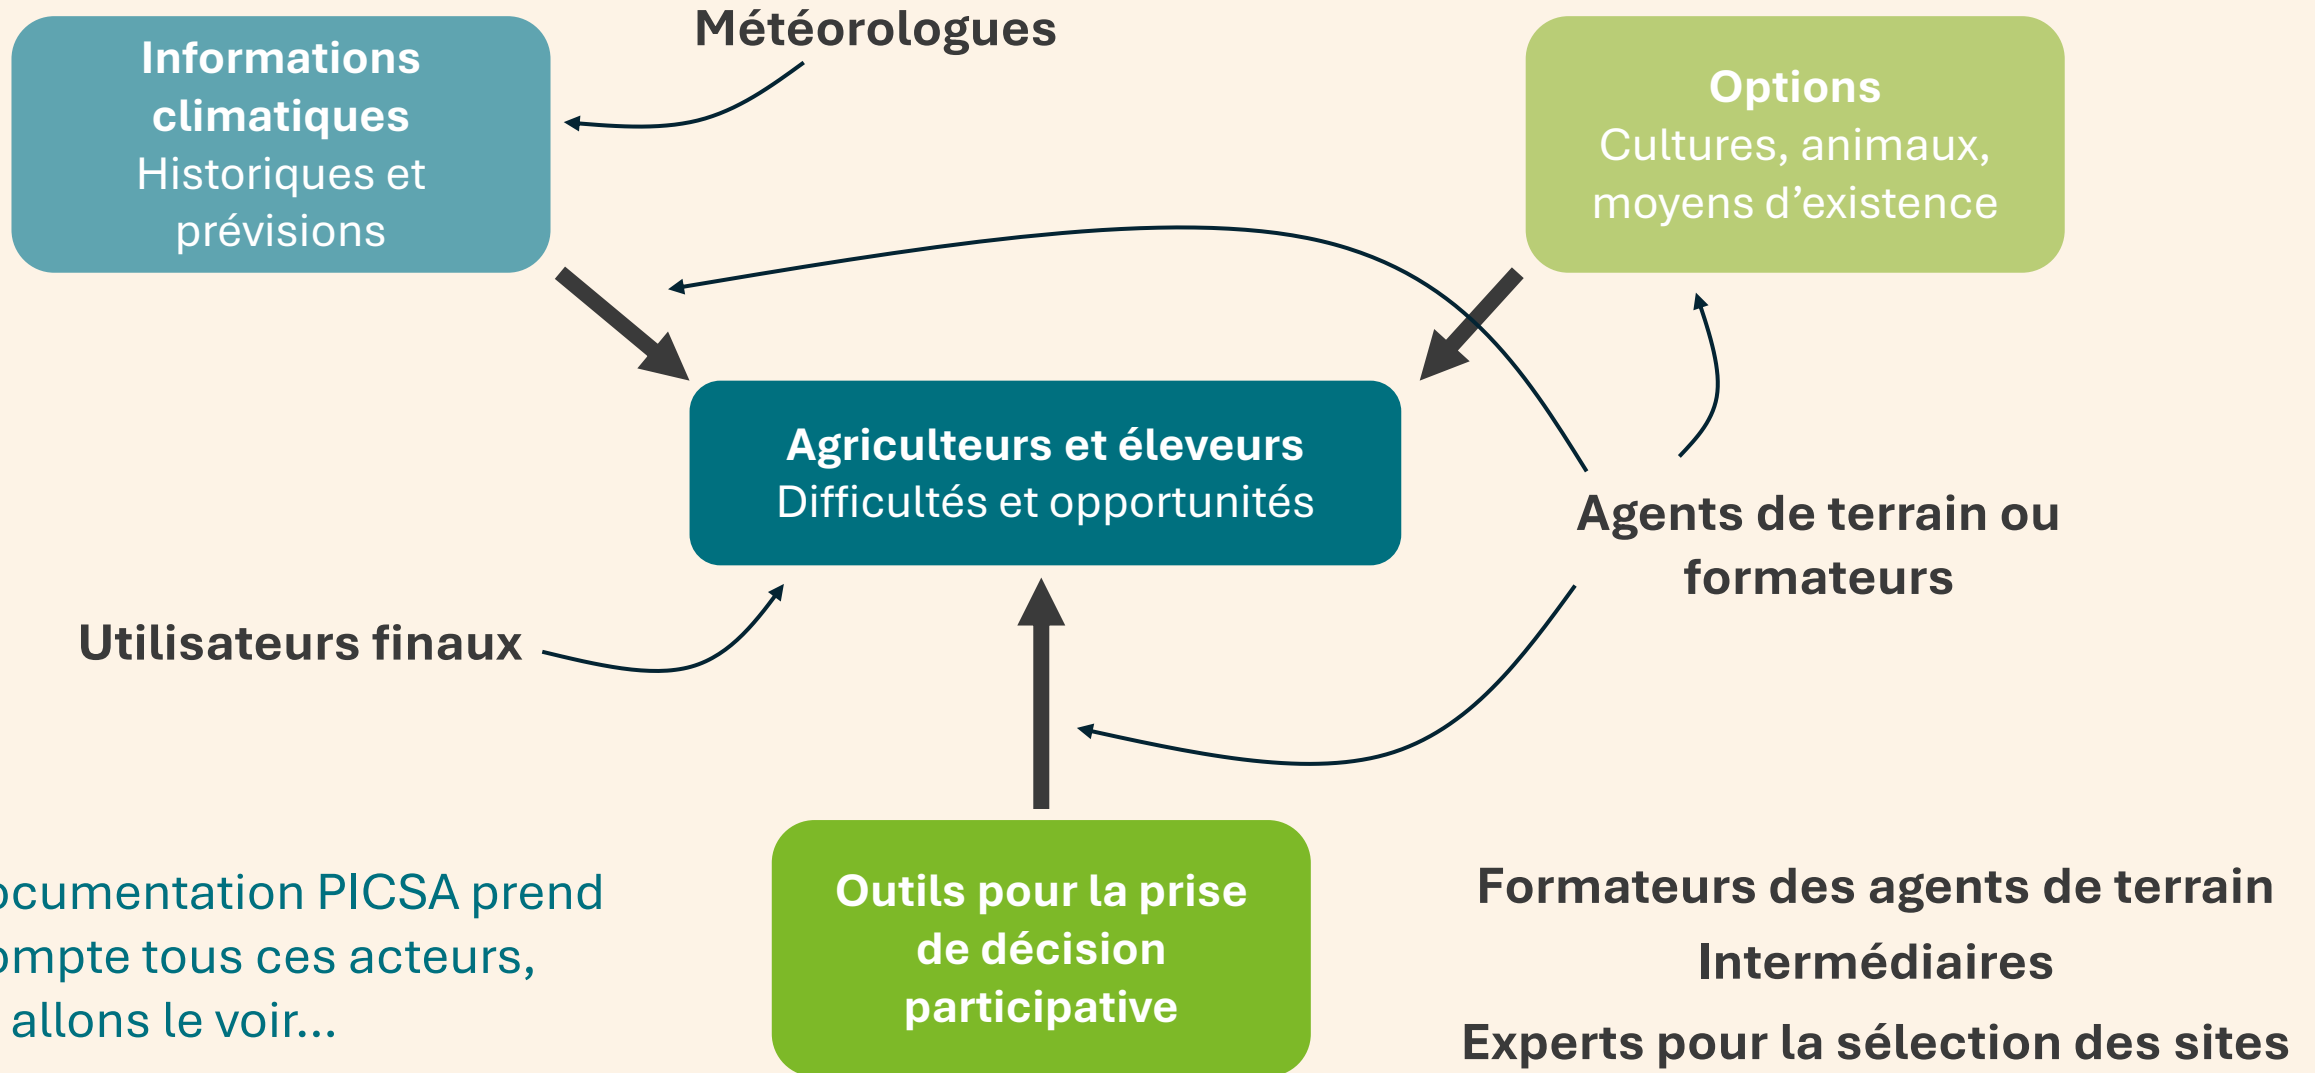 Météorologues
Informations
climatiques
Historiques et
prévisions
Options
Cultures, animaux,
moyens d’existence
Agriculteurs et éleveurs
Difficultés et opportunités
Agents de terrain ou
formateurs
Utilisateurs finaux
Outils pour la prise
de décision
participative
PICSA prend
tous ces acteurs,
allons le voir...
Formateurs des agents de terrain
Intermédiaires
Experts pour la sélection des sites